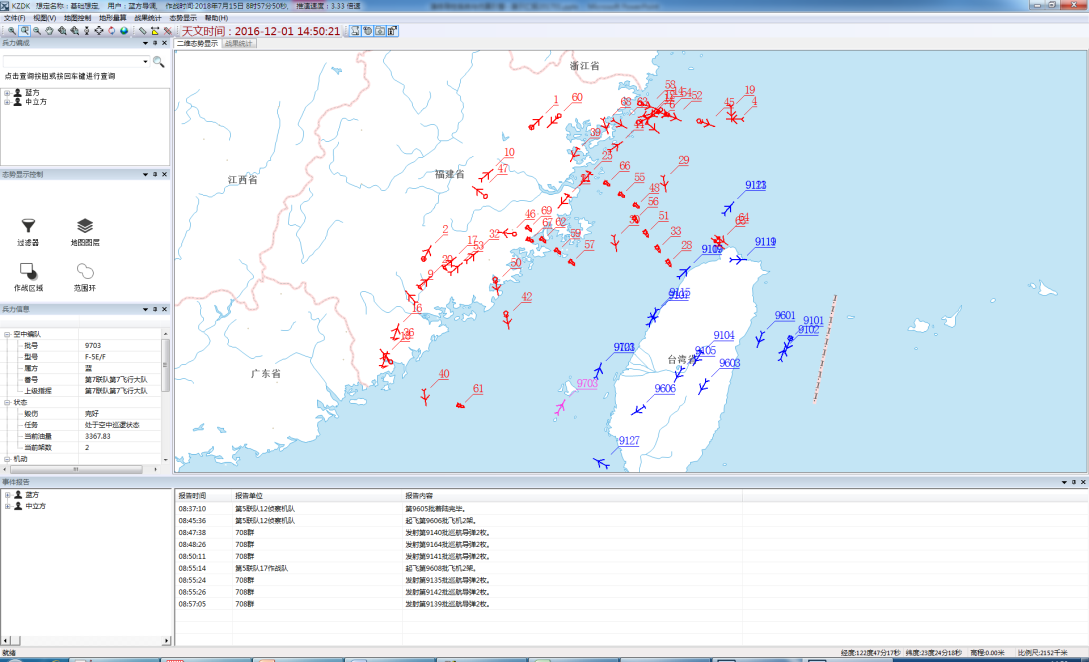 KZDK 想定名称：基础想定， 用户：蓝方导调， 作战时间:2018年7月15日 8时57分50秒， 推演速度：3.33 倍速
文件(F) 视图(V) 地图控制 地形量算 战果统计 态势显示 帮助(H)
天文时间：2016-12-01 14:50:21
兵力编成
二维态势显示 战果统计
点击查询按钮或按回车键进行查询
蓝方
中立方
态势显示控制
过滤器 地图图层
作战区域 范围环
兵力信息
空中编队
批号 9703
型号 F-5E/F
属方 蓝
番号 第7联队第7飞行大队
上级指挥 第7联队第7飞行大队
状态
毁伤 完好
任务 处于空中巡逻状态
当前油量 3367.83
当前架数 2
机动
浙江省
江西省
福建省
广东省
台湾省
1 60
58
52
45
19
4
39
10
47
25
66
55
29
48
56
51
33
28
46
69
62
57
2
17
53
32
9
50
42
16
40
61
9119
9601
9101
9102
9104
9105
9603
9703
9606
9127
事件报告
蓝方
中立方
报告时间 报告单位 报告内容
08:37:10 第5联队12侦察机队 第9605批着陆完毕。
08:45:36 第5联队12侦察机队 起飞第9606批飞机2架。
08:47:38 708群 发射第9140批巡航导弹2枚。
08:48:26 708群 发射第9164批巡航导弹2枚。
08:50:11 708群 发射第9141批巡航导弹2枚。
08:55:14 第5联队17作战队 起飞第9608批飞机2架。
08:55:24 708群 发射第9135批巡航导弹2枚。
08:55:26 708群 发射第9142批巡航导弹2枚。
08:57:05 708群 发射第9139批巡航导弹2枚。
就绪
经度:122度47分17秒 纬度:23度24分18秒 高程:0.00米 比例尺:2152千米